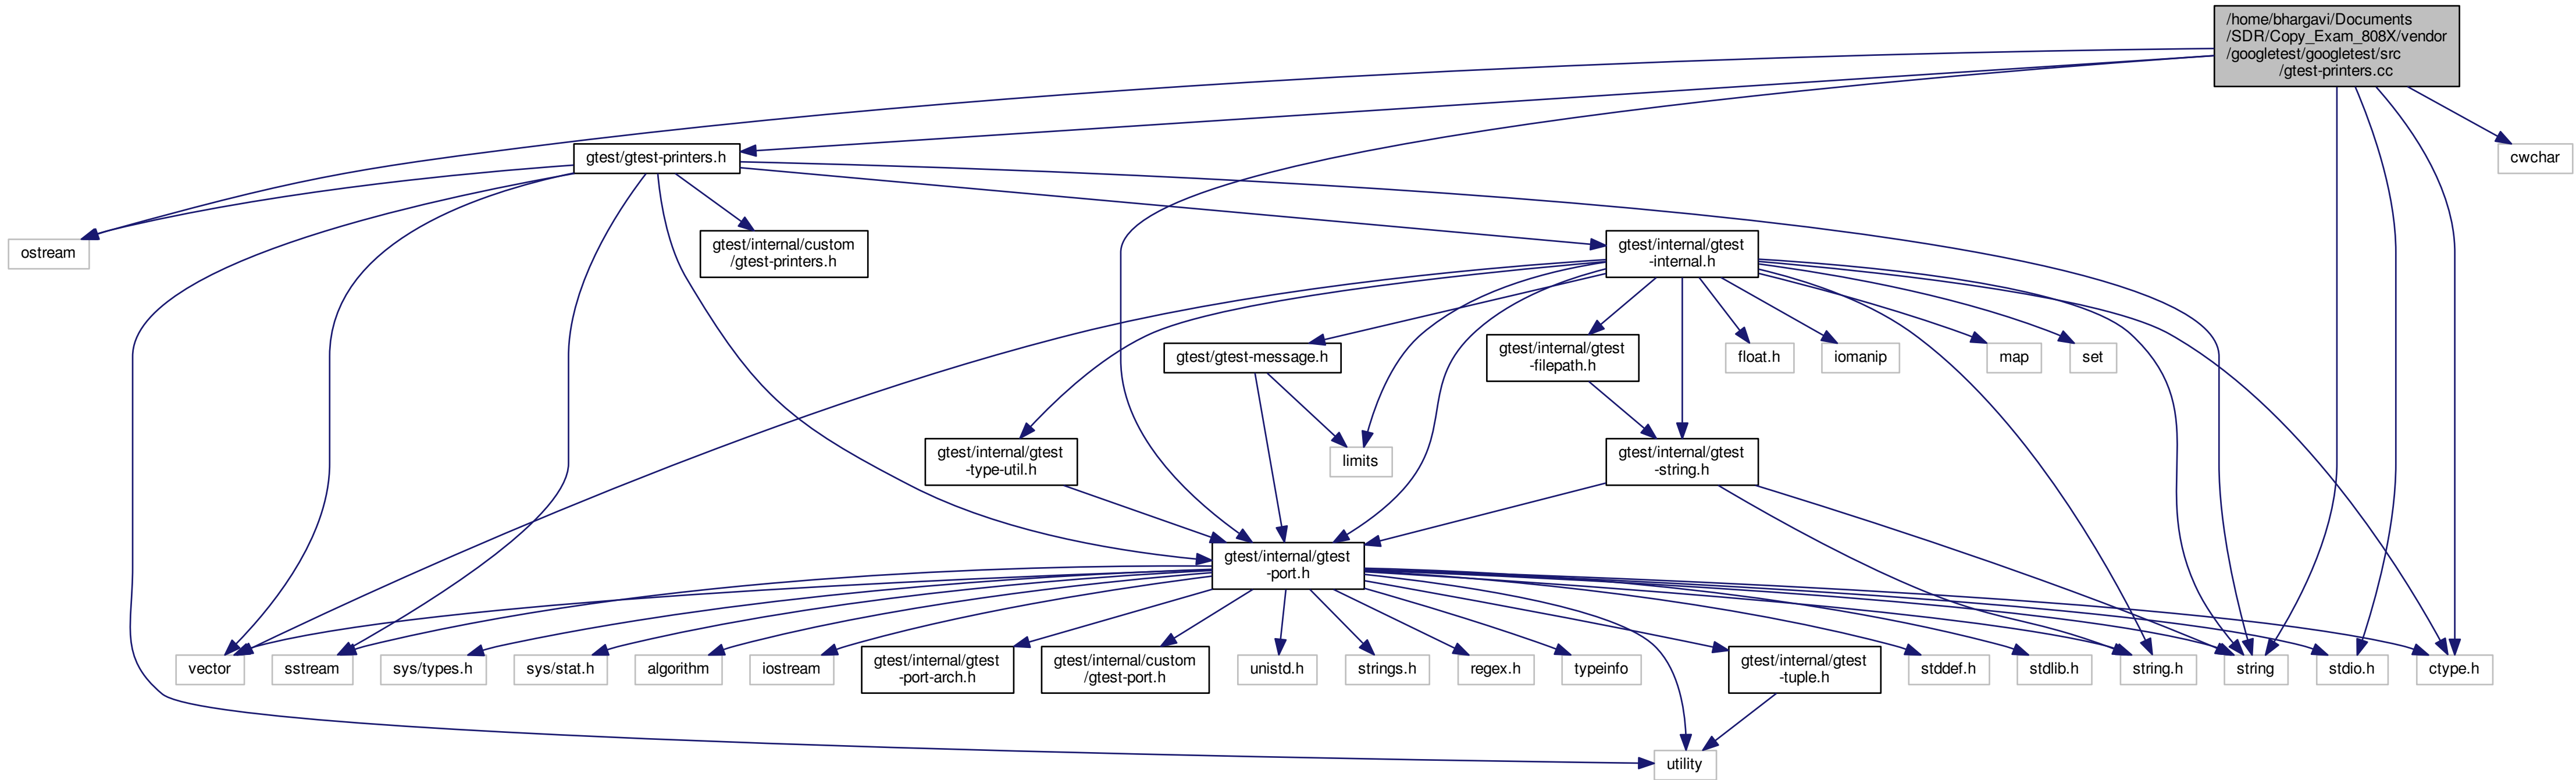 /home/bhargavi/Documents
/SDR/Copy_Exam_808X/vendor
/googletest/googletest/src
/gtest-printers.cc
gtest/gtest-printers.h
cwchar
ostream
gtest/internal/custom
/gtest-printers.h
gtest/internal/gtest
-internal.h
gtest/gtest-message.h
gtest/internal/gtest
-filepath.h
float.h
iomanip
map
set
gtest/internal/gtest
-type-util.h
limits
gtest/internal/gtest
-string.h
gtest/internal/gtest
-port.h
vector
sstream
sys/types.h
sys/stat.h
algorithm
iostream
gtest/internal/gtest
-port-arch.h
gtest/internal/custom
/gtest-port.h
unistd.h
strings.h
regex.h
typeinfo
gtest/internal/gtest
-tuple.h
stddef.h
stdlib.h
string.h
string
stdio.h
ctype.h
utility